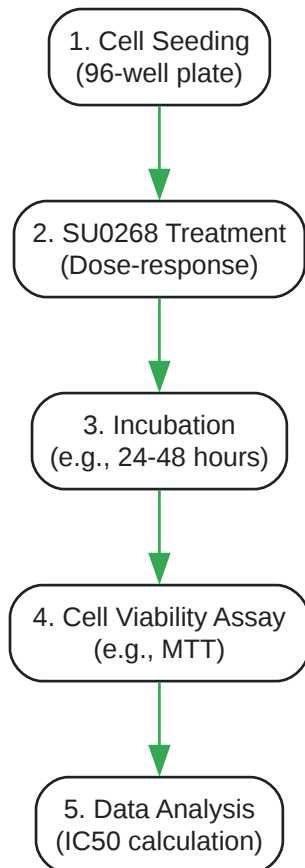 1. Cell Seeding
(96-well plate)
2. SU0268 Treatment
(Dose-response)
3. Incubation
(e.g., 24-48 hours)
4. Cell Viability Assay
(e.g., MTT)
5. Data Analysis
(IC50 calculation)